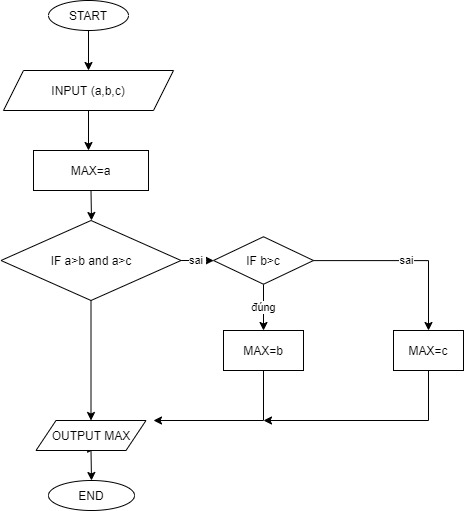 START
INPUT (a,b,c)
MAX=a
IF a>b and a>c
sai
IF b>c
sai
đúng
MAX=b
MAX=c
OUTPUT MAX
END